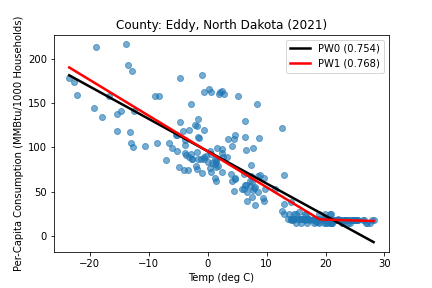 County: Eddy, North Dakota (2021)
PW0 (0.754)
PW1 (0.768)
Per-Capita Consumption (MMBtu/1000 Households)
200
150
100
50
0
−20 −10 0 10 20 30
Temp (deg C)